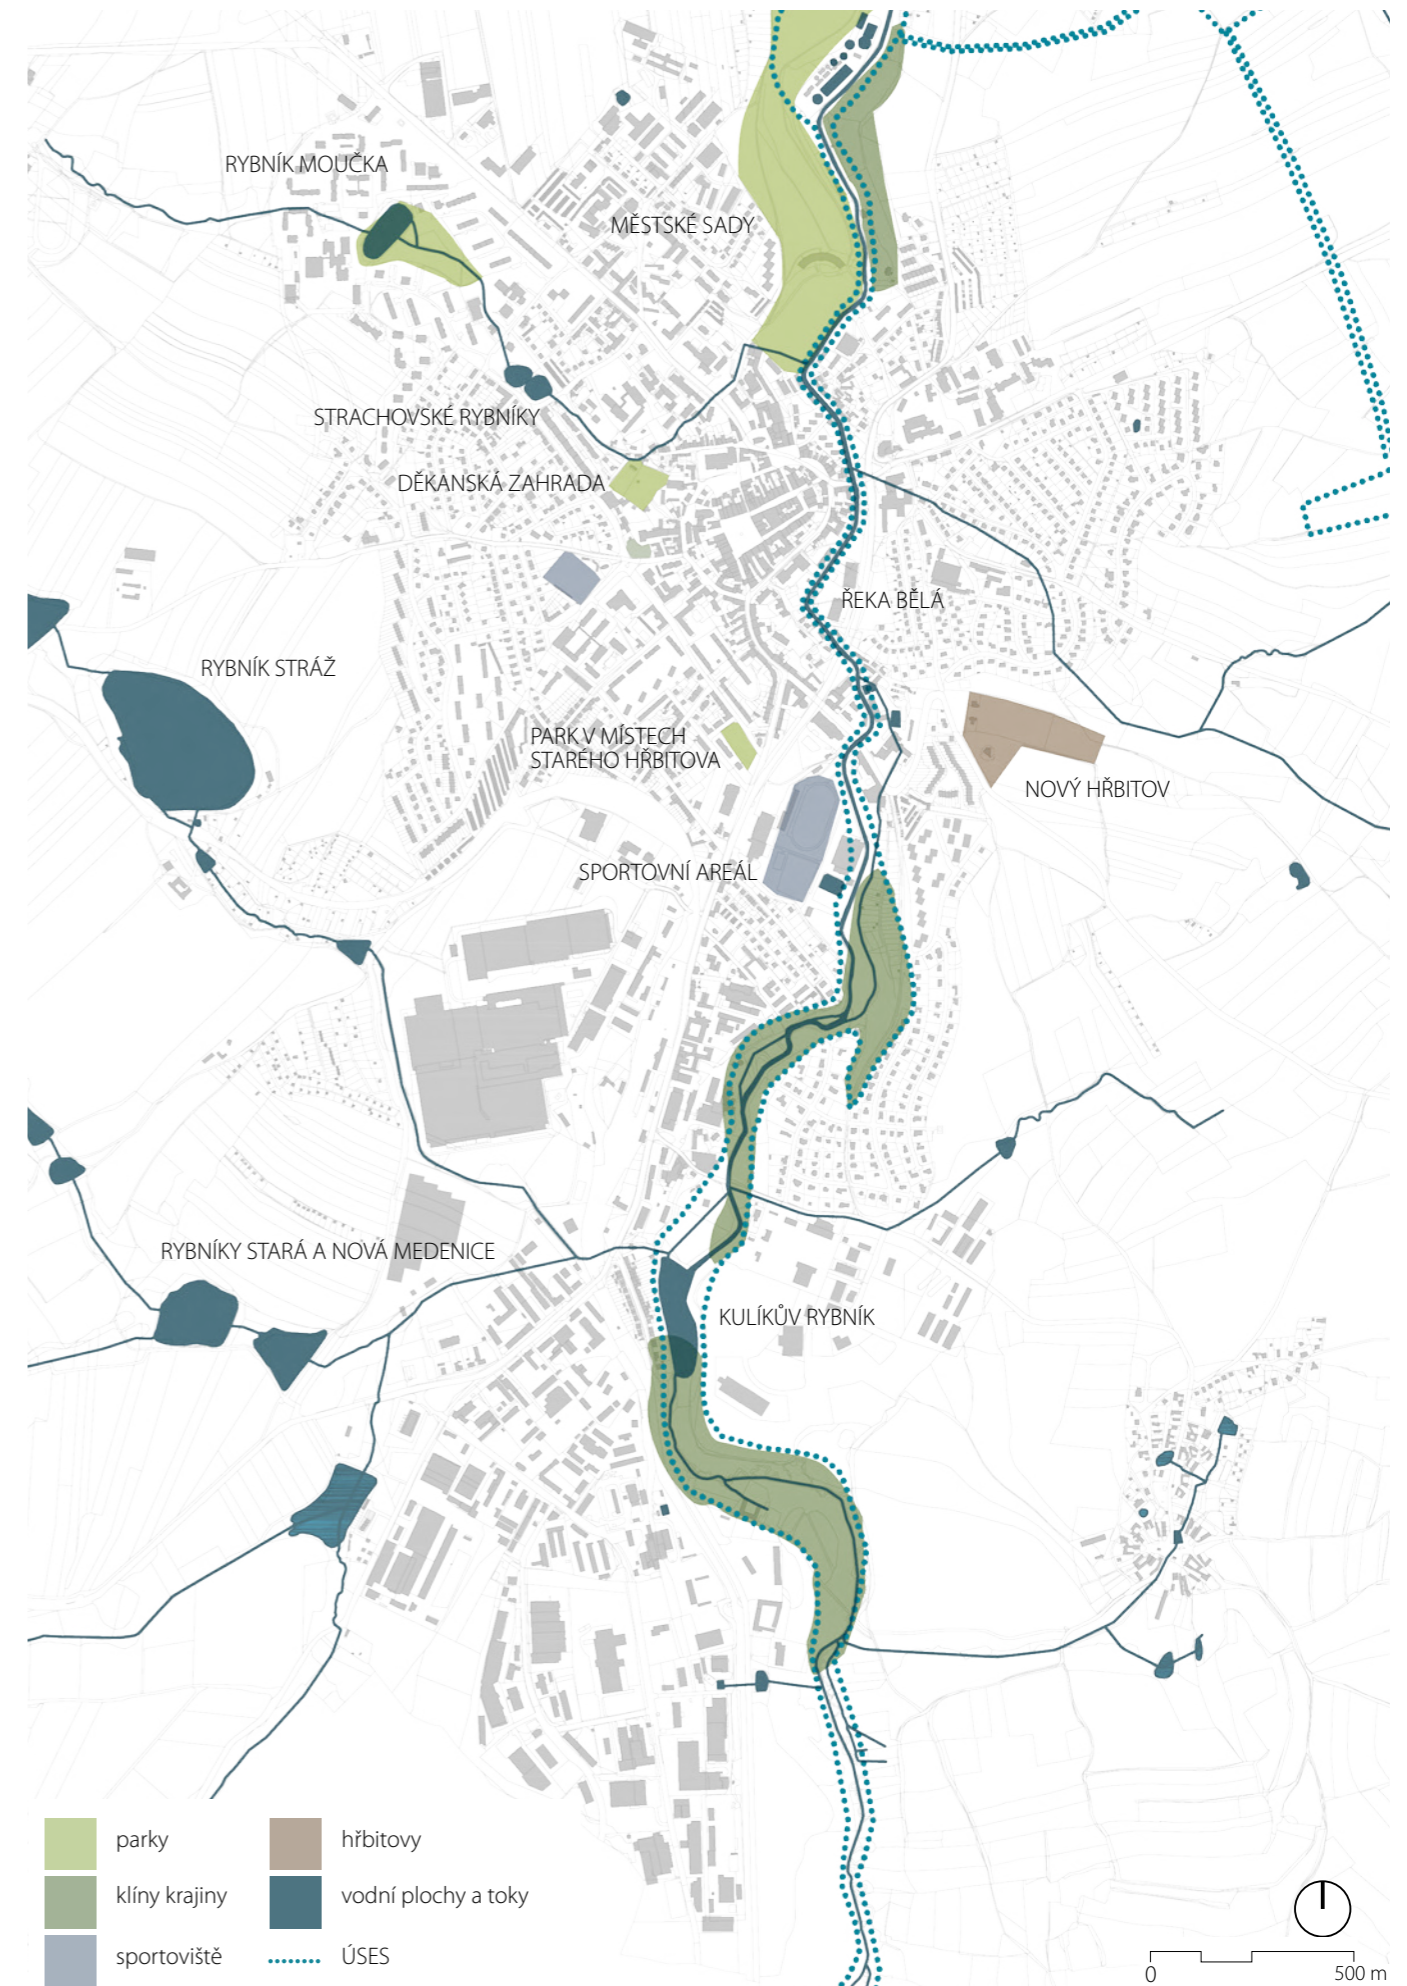 RYBNÍK MOUČKA
MĚSTSKÉ SADY
STRACHOVSKÉ RYBNÍKY
DĚKANSKÁ ZAHRADA
ŘEKA BĚLÁ
RYBNÍK STRÁŽ
PARK V MÍSTECH
STARÉHO HŘBITOVA
NOVÝ HŘBITOV
SPORTOVNÍ AREÁL
RYBNÍKY STARÁ A NOVÁ MEDENICE
KULÍKŮV RYBNÍK
parky
klíny krajiny
sportoviště
hřbitovy
vodní plochy a toky
ÚSES
0 500 m